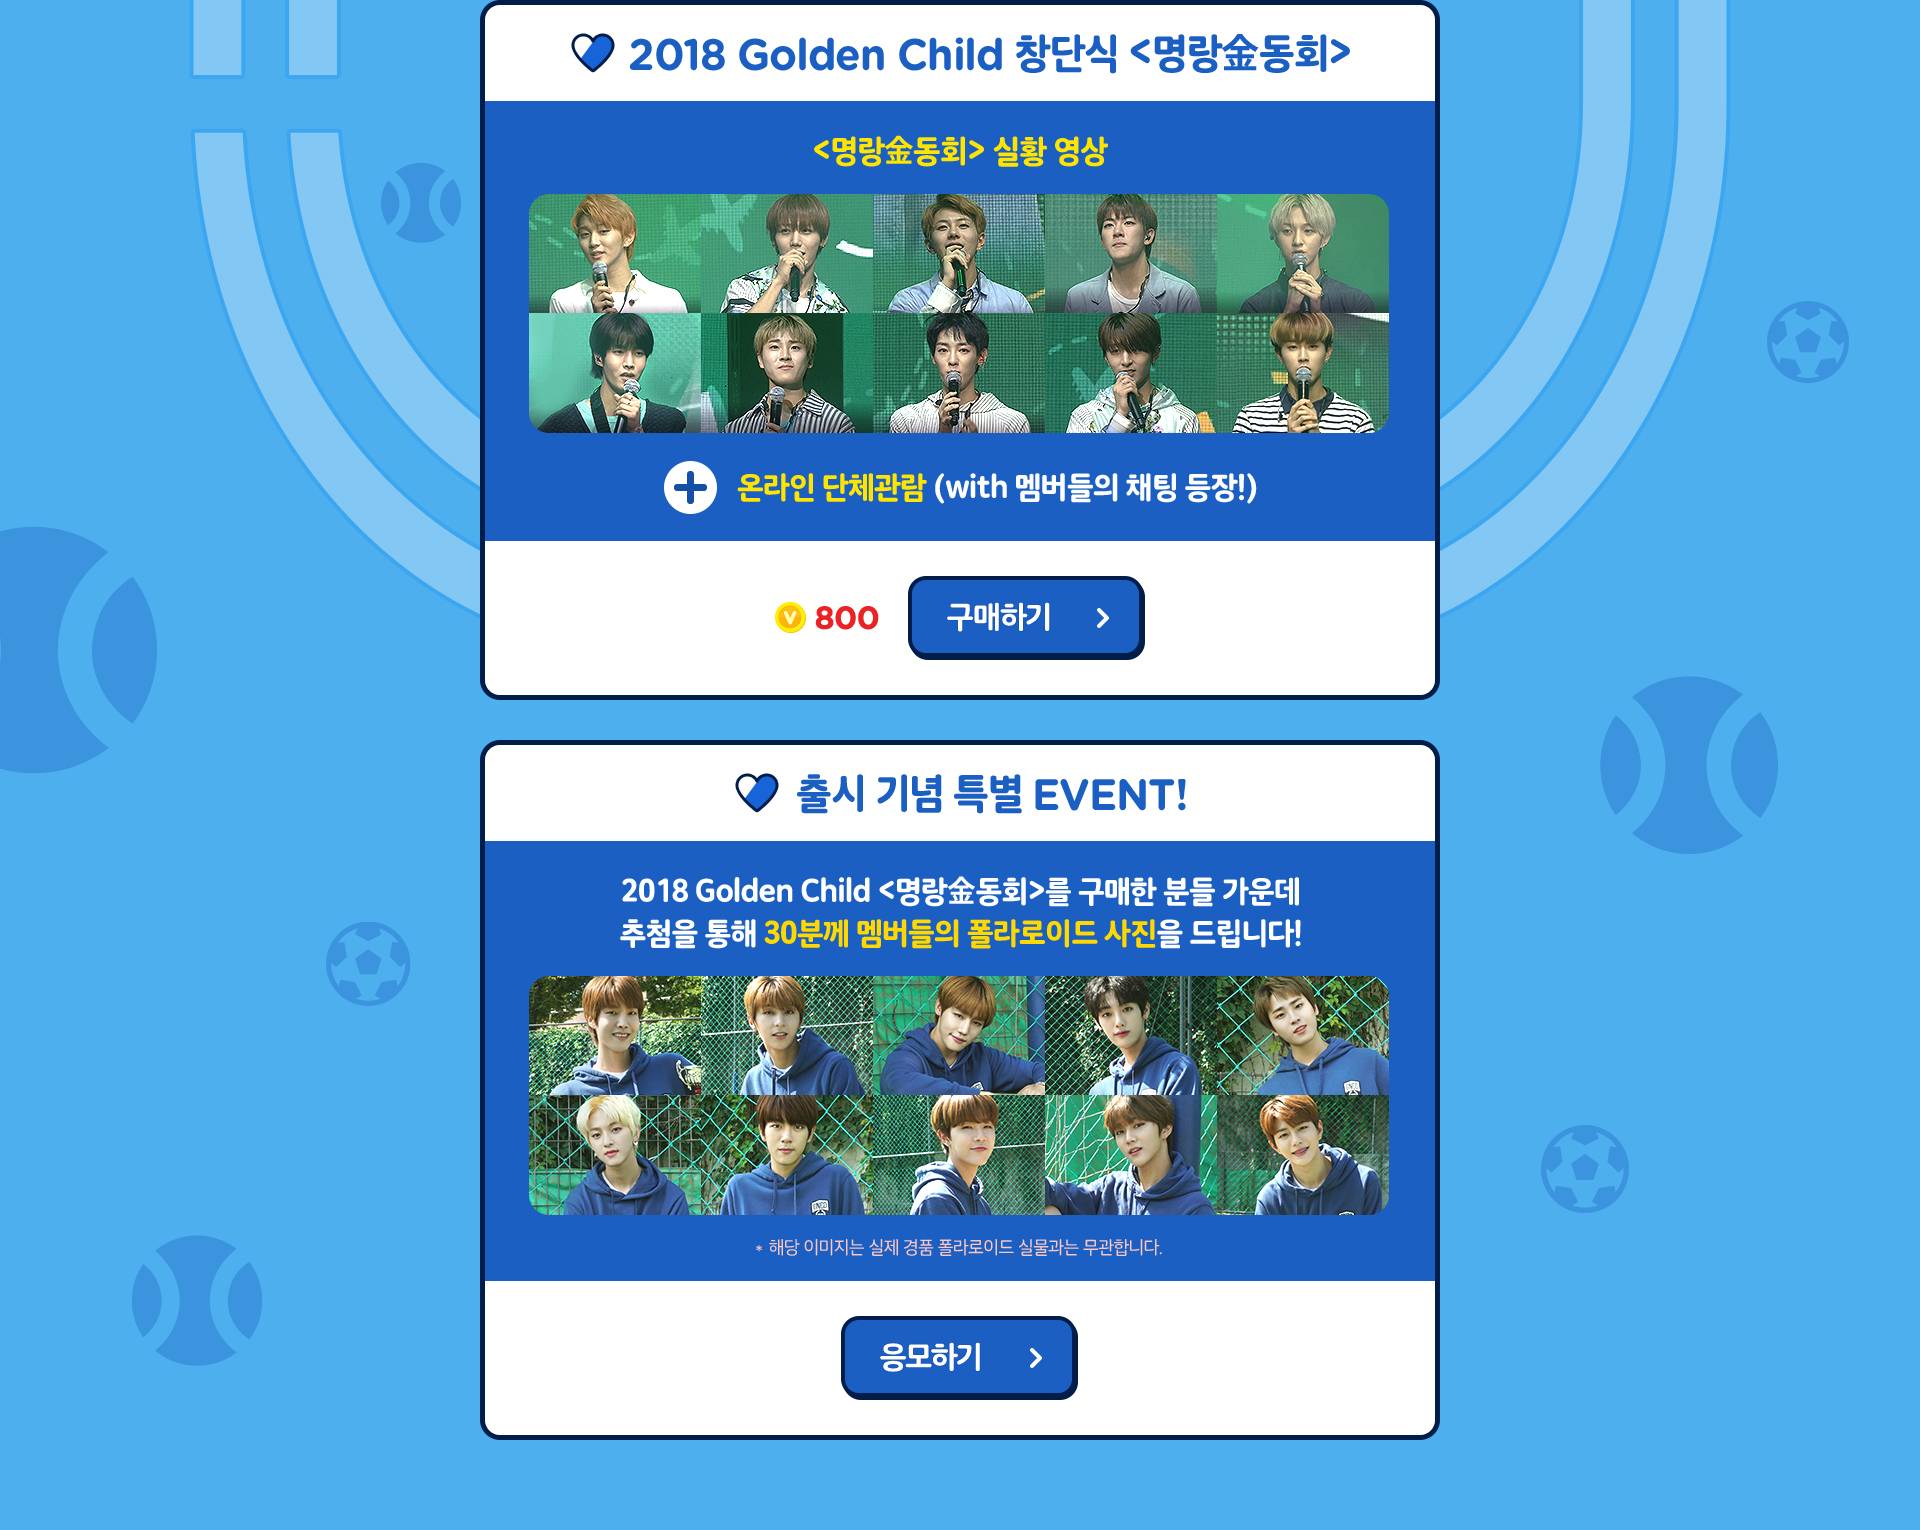 2018 Golden Child 창단식 <명랑金동회>
<명랑金동회> 실황 영상
온라인 단체관람 (with 멤버들의 채팅 등장!)
V 800
구매하기
출시 기념 특별 EVENT!
2018 Golden Child <명랑金동회>를 구매한 분들 가운데
추첨을 통해 30분께 멤버들의 폴라로이드 사진을 드립니다!
* 해당 이미지는 실제 경품 폴라로이드 실물과는 무관합니다.
응모하기